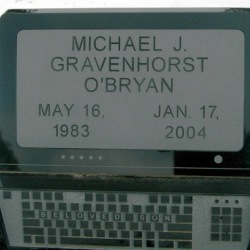 MICHAEL J.
GRAVENHORST
O'BRYAN
MAY 16, JAN. 17,
1983 2004
BELOVED SON